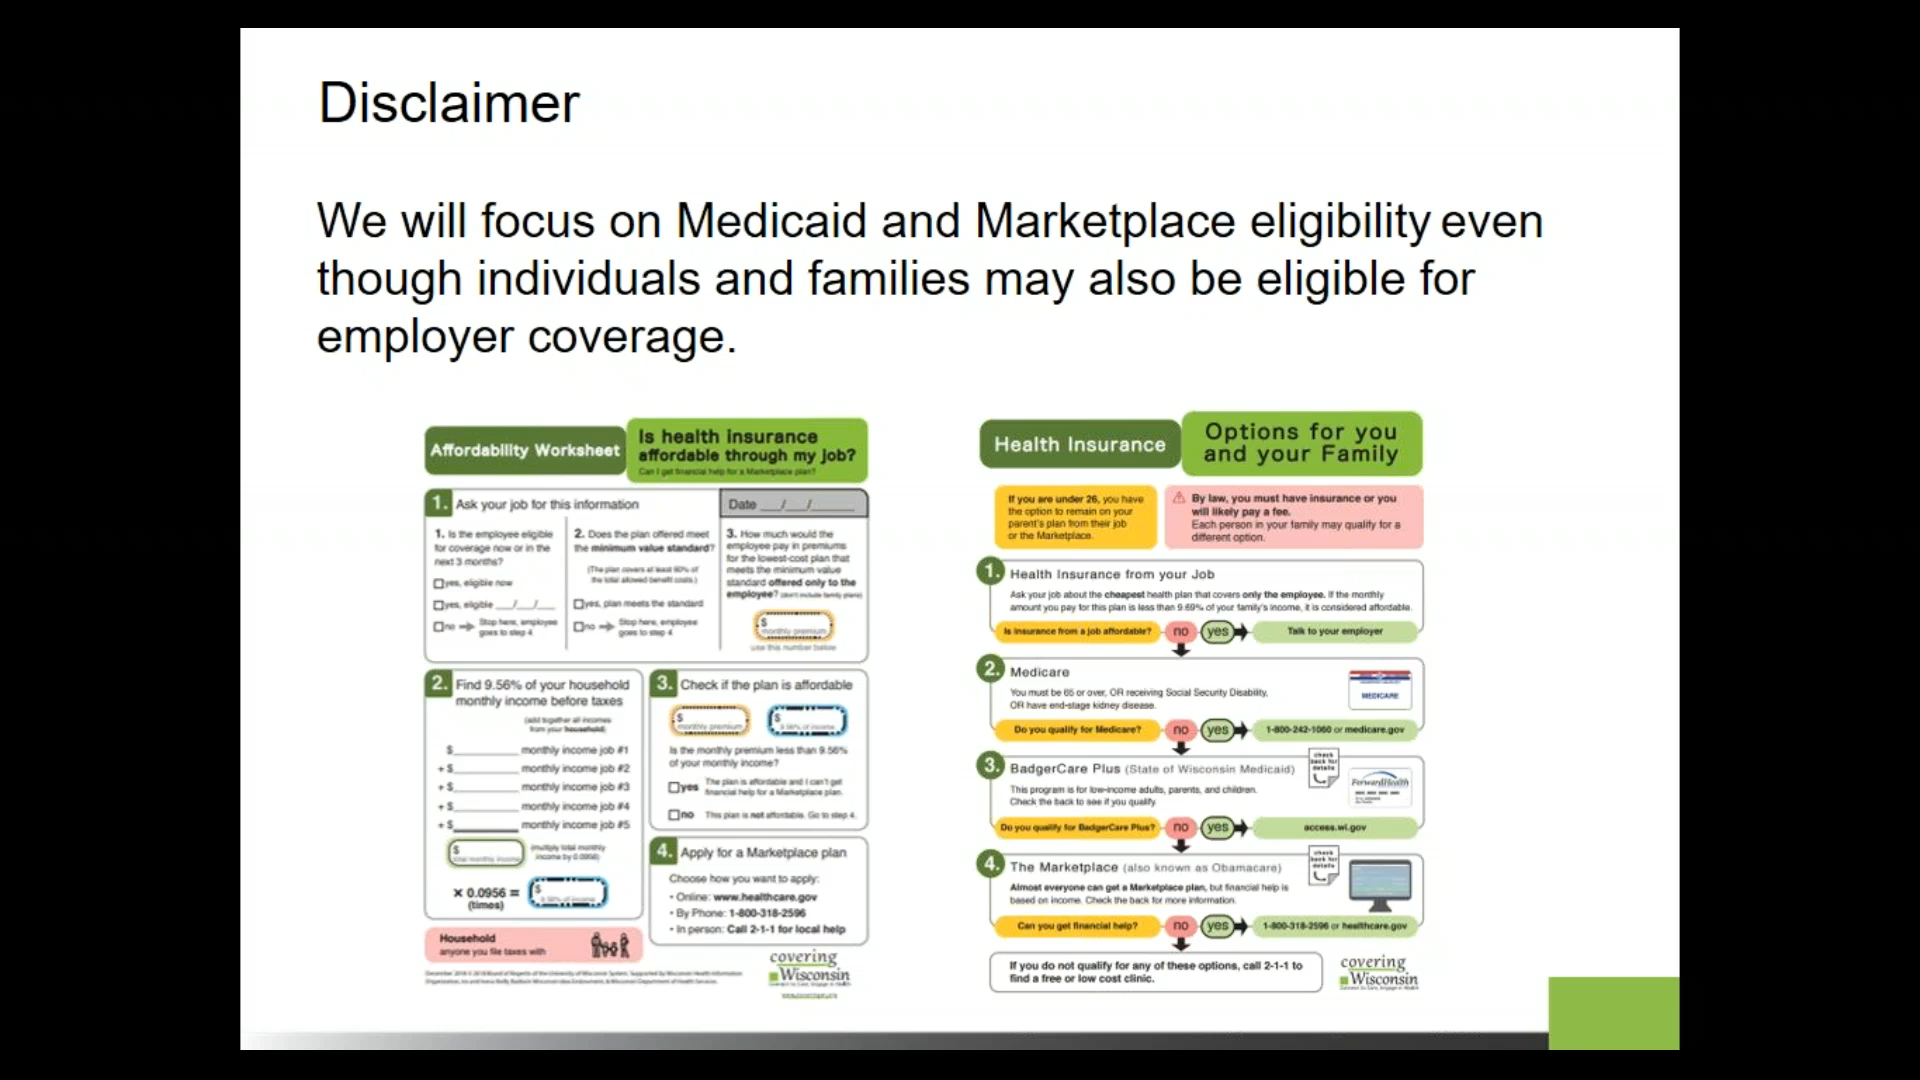 Disclaimer
We will focus on Medicaid and Marketplace eligibility even
though individuals and families may also be eligible for
employer coverage.
Affordability Worksheet
Is health insurance
affordable through my job?
Can I get financial help for a Marketplace plan?
1. Ask your job for this information
Date ___/___/______
1. Is the employee eligible
for coverage now or in the
next 3 months?
yes, eligible now
yes, eligible ___/___/___
no
Stop here, employee
goes to step 4
2. Does the plan offered meet
the minimum value standard?
(The plan covers at least 60% of
the total allowed benefit costs.)
yes, plan meets the standard
no
Stop here, employee
goes to step 4
3. How much would the
employee pay in premiums
for the lowest-cost plan that
meets the minimum value
standard offered only to the
employee? (don't include family plans)
$
monthly premium
use this number below
2. Find 9.56% of your household
monthly income before taxes
(add together all incomes
from your household)
$________ monthly income job #1
+ $________ monthly income job #2
+ $________ monthly income job #3
+ $________ monthly income job #4
+ $________ monthly income job #5
$
total monthly income
(multiply total monthly
income by 0.0956)
× 0.0956 =
(times)
$
9.56% of income
Household
anyone you file taxes with
3. Check if the plan is affordable
$
monthly premium
$
9.56% of income
Is the monthly premium less than 9.56%
of your monthly income?
yes
The plan is affordable and I can't get
financial help for a Marketplace plan.
no
This plan is not affordable. Go to step 4.
4. Apply for a Marketplace plan
Choose how you want to apply:
• Online: www.healthcare.gov
• By Phone: 1-800-318-2596
• In person: Call 2-1-1 for local help
covering
Wisconsin
Health Insurance
Options for you
and your Family
If you are under 26, you have
the option to remain on your
parent's plan from their job
or the Marketplace.
By law, you must have insurance or you
will likely pay a fee.
Each person in your family may qualify for a
different option.
1. Health Insurance from your Job
Ask your job about the cheapest health plan that covers only the employee. If the monthly
amount you pay for this plan is less than 9.69% of your family's income, it is considered affordable.
Is insurance from a job affordable? no yes Talk to your employer
2. Medicare
You must be 65 or over, OR receiving Social Security Disability,
OR have end-stage kidney disease.
MEDICARE
Do you qualify for Medicare? no yes 1-800-242-1060 or medicare.gov
3. BadgerCare Plus (State of Wisconsin Medicaid)
check
back for
details
This program is for low-income adults, parents, and children.
Check the back to see if you qualify.
ForwardHealth
Do you qualify for BadgerCare Plus? no yes access.wi.gov
4. The Marketplace (also known as Obamacare)
check
back for
details
Almost everyone can get a Marketplace plan, but financial help is
based on income. Check the back for more information.
Can you get financial help? no yes 1-800-318-2596 or healthcare.gov
If you do not qualify for any of these options, call 2-1-1 to
find a free or low cost clinic.
covering
Wisconsin